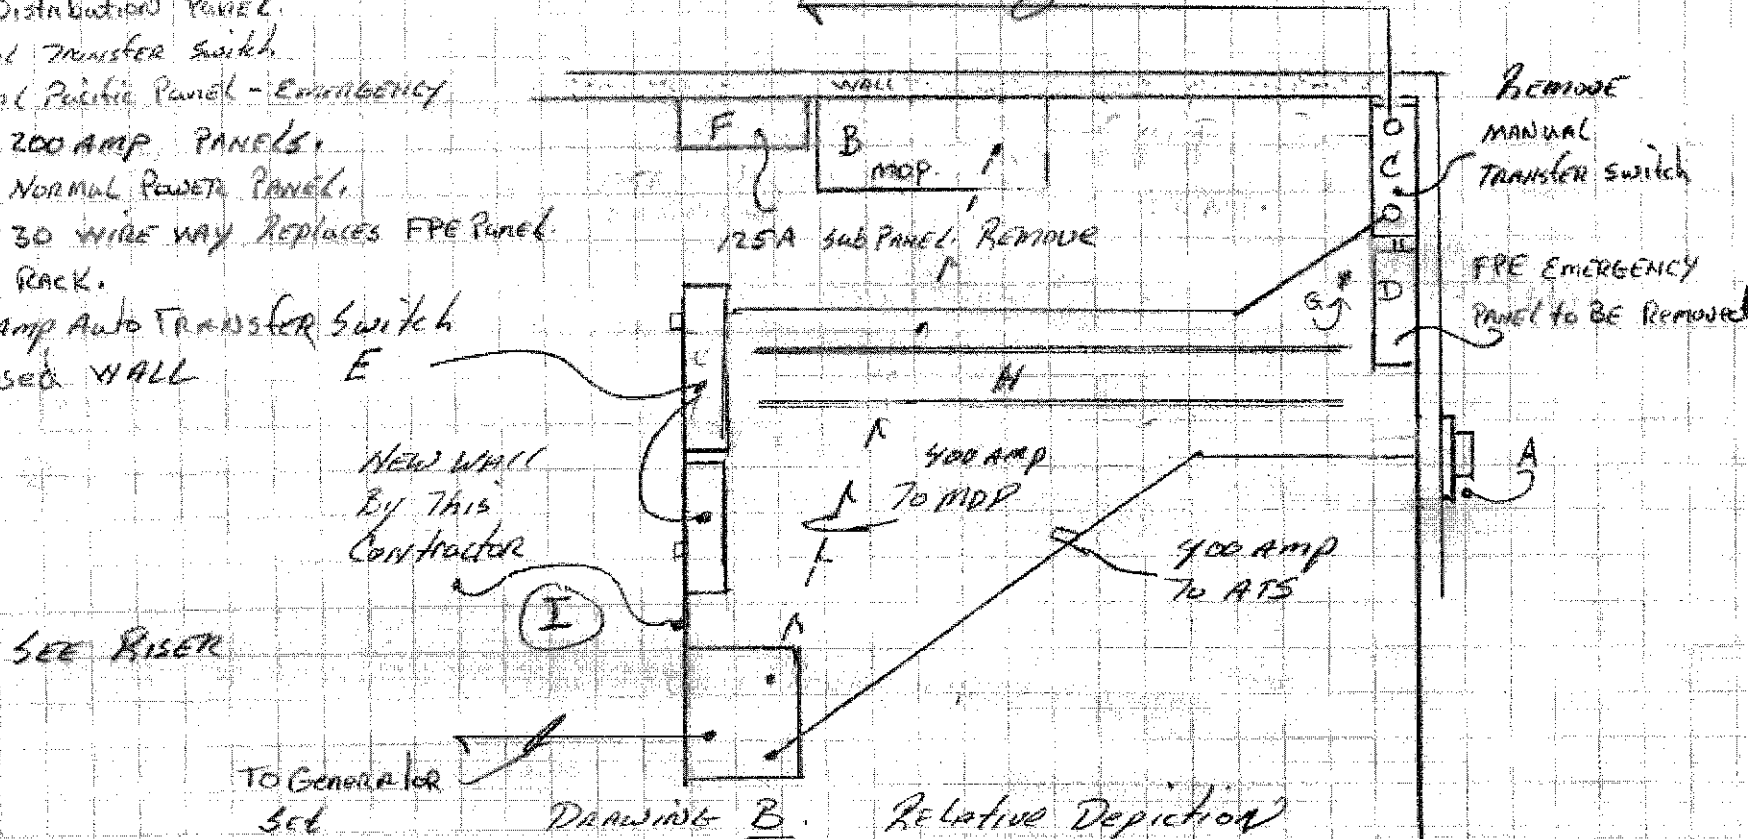 Distribution Panel.
Transfer Switch.
Pacific Panel - Emergency
200 Amp Panels.
Normal Power Panel.
30 Wire way Replaces FPE Panel.
Rack.
Amp Auto Transfer Switch
WALL
E
WALL
F
B
MDP.
C
D
G
H
125A Sub Panel. Remove
Remove
Manual
Transfer Switch
FPE Emergency
Panel to BE Removed
A
New Wall
By This
Contractor
I
400 Amp
To MDP
400 Amp
To ATS
See Riser
To Generator
Set
Drawing B. Relative Depiction